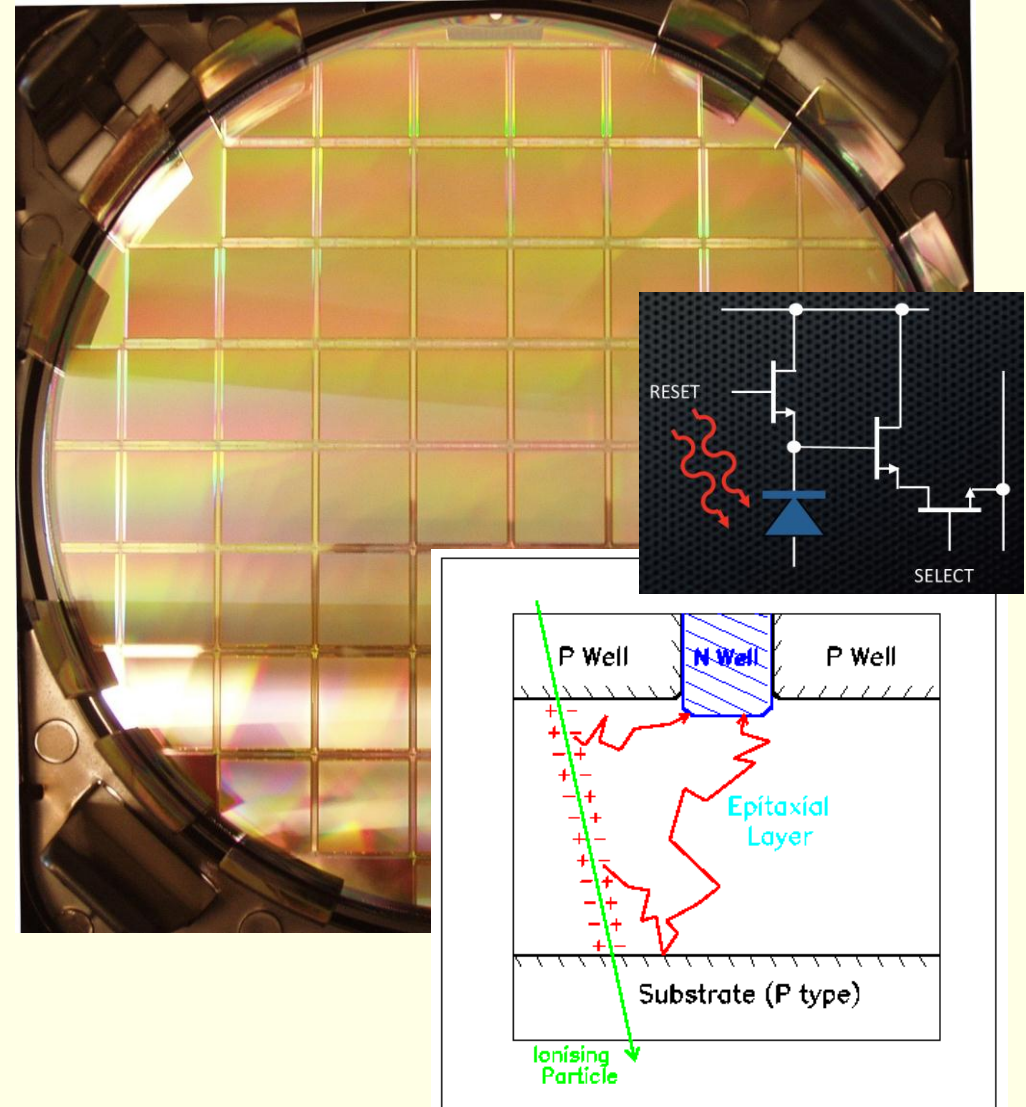 RESET
SELECT
P Well
N Well
P Well
Epitaxial
Layer
Substrate (P type)
Ionising
Particle